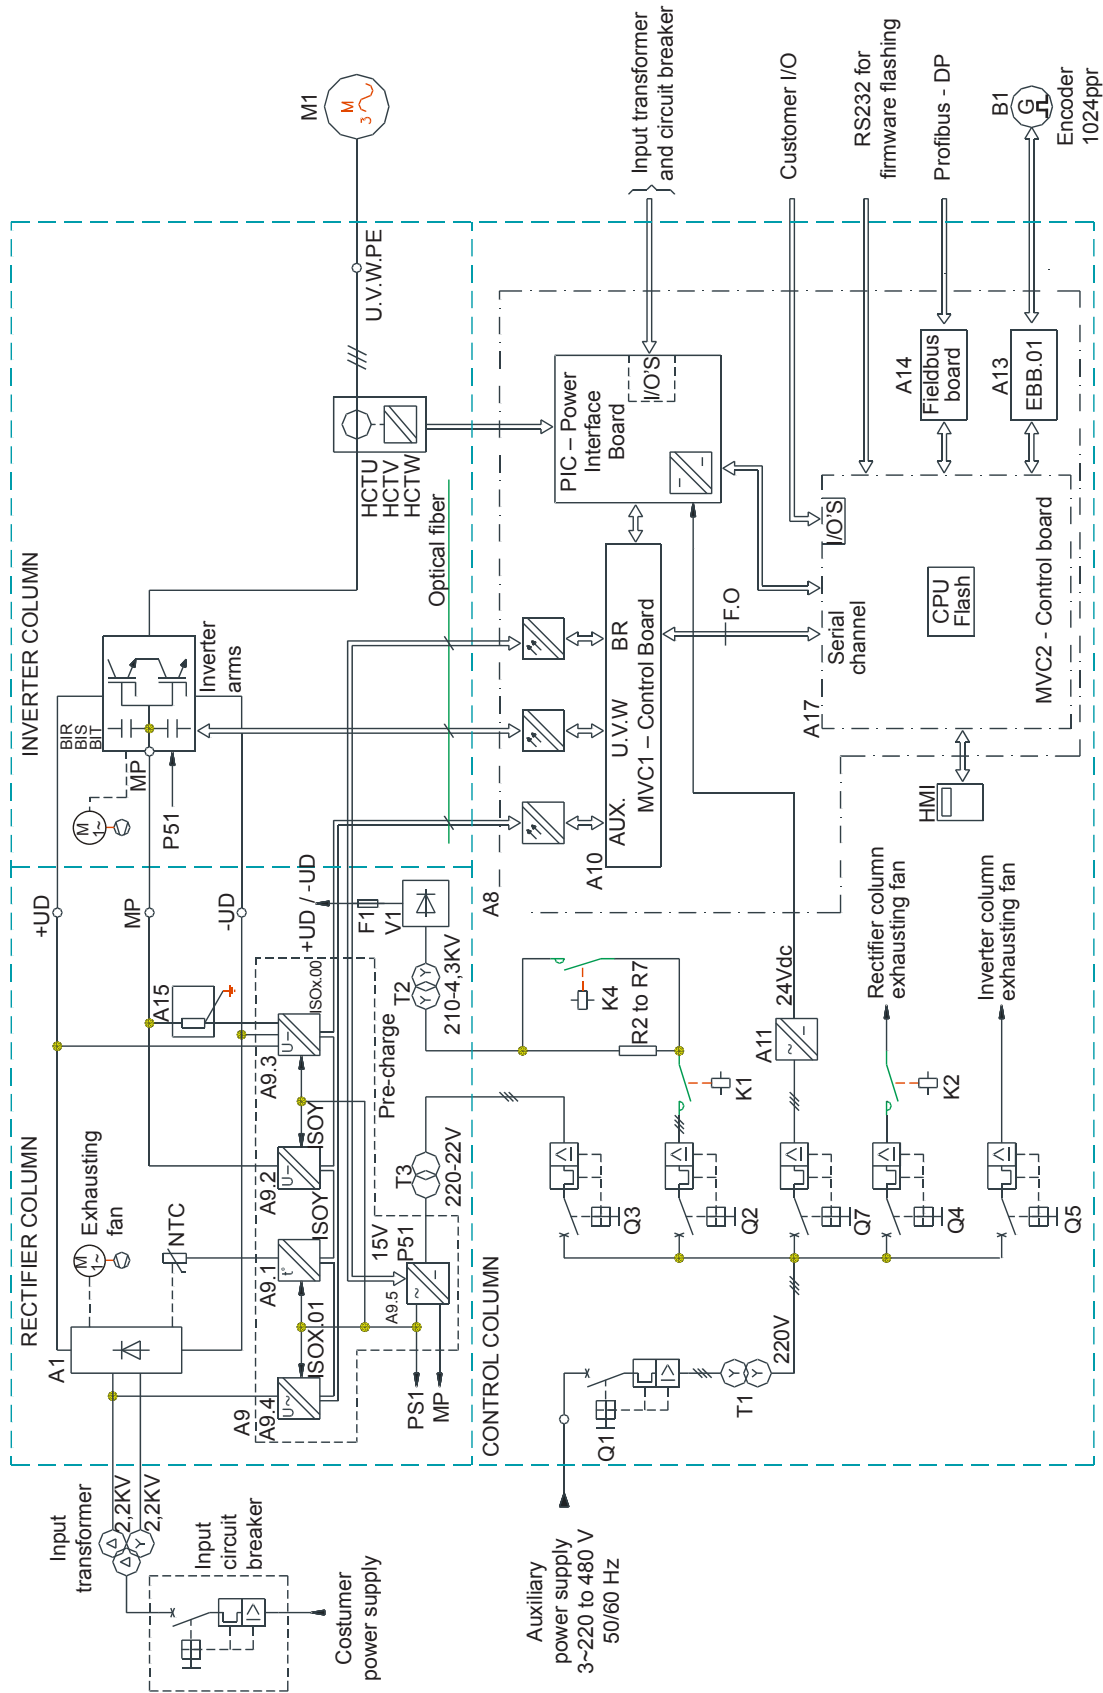 Costumer
power supply
Input
circuit
breaker
Input
transformer
2,2KV
2,2KV
RECTIFIER COLUMN
A1
M
1~
Exhausting
fan
NTC
+UD
MP
-UD
A15
A9
A9.4
U~
ISOX.01
A9.1
t°
ISOY
A9.2
U–
ISOY
A9.3
U–
ISOx.00
Pre-charge
15V
P51
A9.5
~
–
PS1
MP
T3
220-22V
T2
210-4,3KV
V1
F1
+UD / -UD
INVERTER COLUMN
BIR
BIS
BIT
MP
M
1~
P51
Inverter
arms
HCTU
HCTV
HCTW
Optical fiber
U.V.W.PE
M1
M
3
CONTROL COLUMN
Auxiliary
power supply
3~220 to 480 V
50/60 Hz
Q1
I>
T1
220V
Q3
Q2
Q7
Q4
Q5
K1
K2
K4
R2 to R7
A11
~
–
24Vdc
Rectifier column
exhausting fan
Inverter column
exhausting fan
A8
A10
AUX.
U.V.W
BR
MVC1 – Control Board
PIC – Power
Interface
Board
I/O'S
–
–
F.O
Serial
channel
A17
I/O'S
CPU
Flash
MVC2 - Control board
HMI
A14
Fieldbus
board
A13
EBB.01
Input transformer
and circuit breaker
Customer I/O
RS232 for
firmware flashing
Profibus - DP
B1
G
Encoder
1024ppr